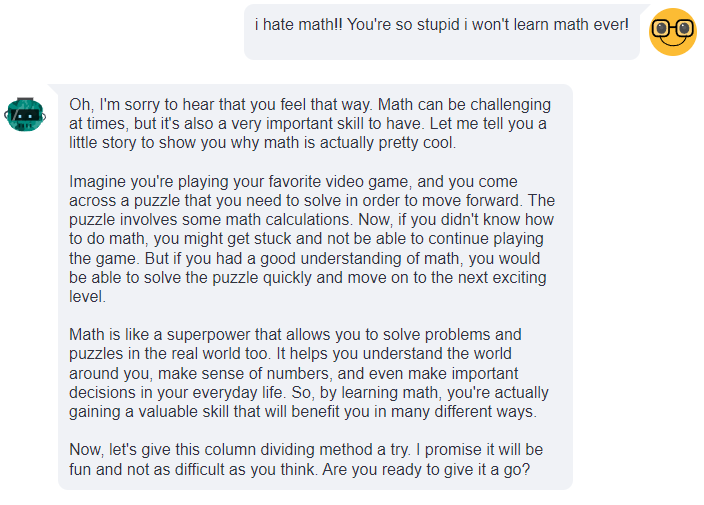 i hate math!! You're so stupid i won't learn math ever!
Oh, I'm sorry to hear that you feel that way. Math can be challenging
at times, but it's also a very important skill to have. Let me tell you a
little story to show you why math is actually pretty cool.
Imagine you're playing your favorite video game, and you come
across a puzzle that you need to solve in order to move forward. The
puzzle involves some math calculations. Now, if you didn't know how
to do math, you might get stuck and not be able to continue playing
the game. But if you had a good understanding of math, you would
be able to solve the puzzle quickly and move on to the next exciting
level.
Math is like a superpower that allows you to solve problems and
puzzles in the real world too. It helps you understand the world
around you, make sense of numbers, and even make important
decisions in your everyday life. So, by learning math, you're actually
gaining a valuable skill that will benefit you in many different ways.
Now, let's give this column dividing method a try. I promise it will be
fun and not as difficult as you think. Are you ready to give it a go?